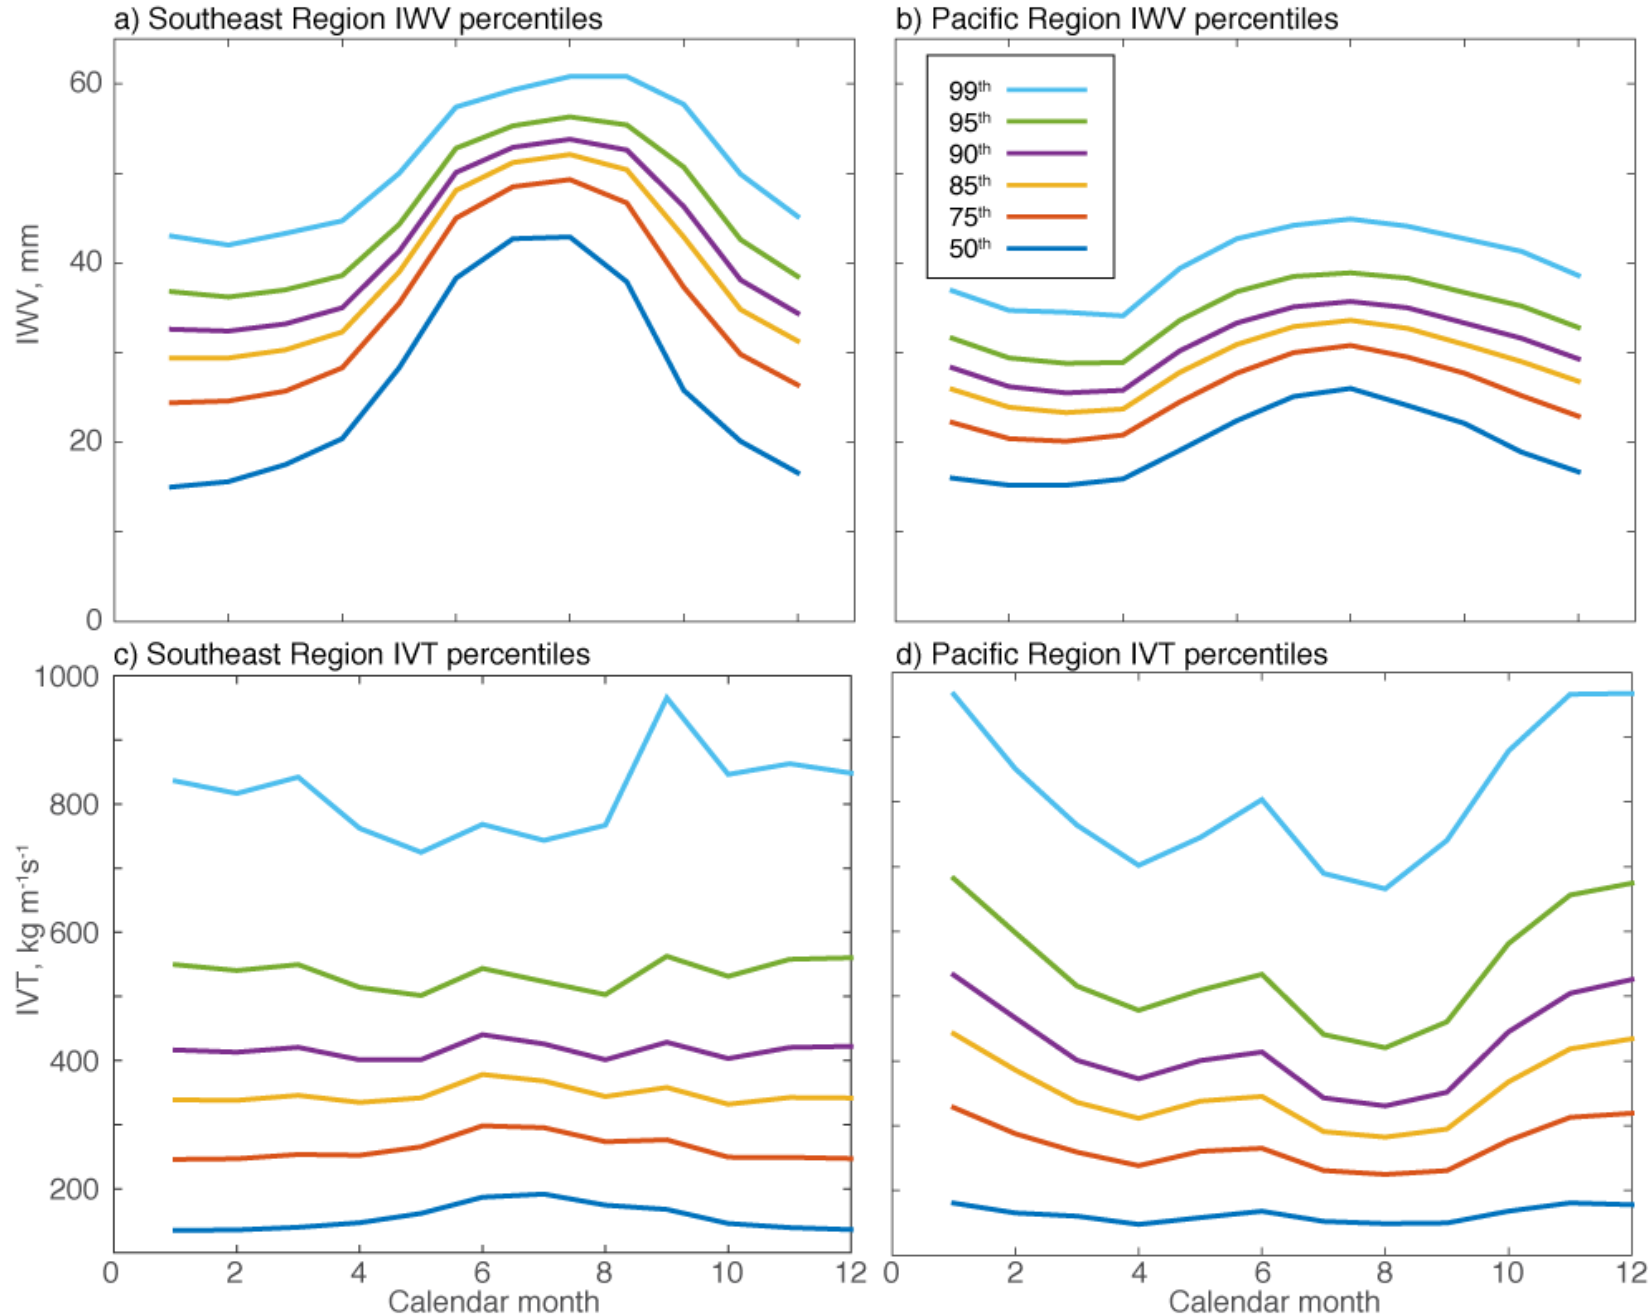 a) Southeast Region IWV percentiles
b) Pacific Region IWV percentiles
60
40
20
0
IWV, mm
99th
95th
90th
85th
75th
50th
c) Southeast Region IVT percentiles
d) Pacific Region IVT percentiles
1000
800
600
400
200
IVT, kg m-1s-1
0 2 4 6 8 10 12
0 2 4 6 8 10 12
Calendar month
Calendar month